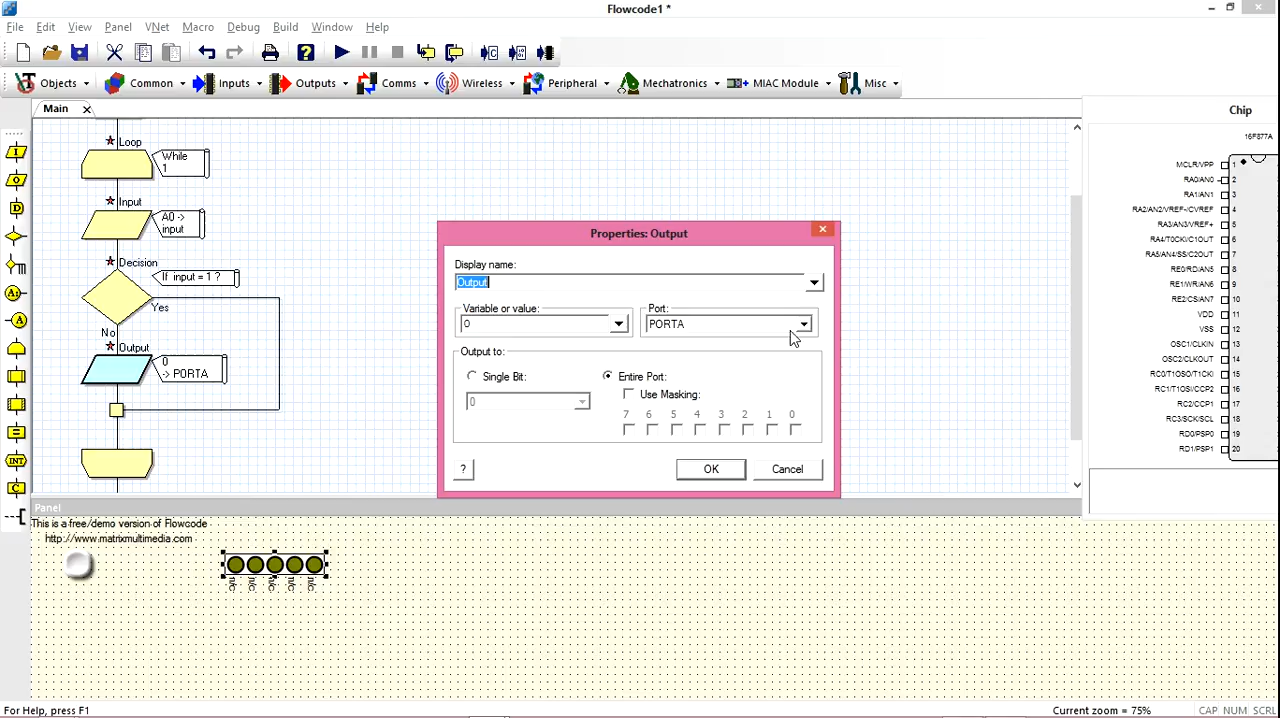 Flowcode1 *
File Edit View Panel VNet Macro Debug Build Window Help
Objects Common Inputs Outputs Comms Wireless Peripheral Mechatronics MIAC Module Misc
Main
Loop
While
1
Input
A0 ->
input
Decision
If input = 1 ?
Yes
No
Output
0
-> PORTA
Properties: Output
Display name:
Output
Variable or value:
0
Port:
PORTA
Output to:
Single Bit:
0
Entire Port:
Use Masking:
7 6 5 4 3 2 1 0
?
OK
Cancel
Chip
16F877A
MCLR/VPP 1
RA0/AN0 2
RA1/AN1 3
RA2/AN2/VREF-/CVREF 4
RA3/AN3/VREF+ 5
RA4/T0CKI/C1OUT 6
RA5/AN4/SS/C2OUT 7
RE0/RD/AN5 8
RE1/WR/AN6 9
RE2/CS/AN7 10
VDD 11
VSS 12
OSC1/CLKIN 13
OSC2/CLKOUT 14
RC0/T1OSO/T1CKI 15
RC1/T1OSI/CCP2 16
RC2/CCP1 17
RC3/SCK/SCL 18
RD0/PSP0 19
RD1/PSP1 20
Panel
This is a free/demo version of Flowcode
http://www.matrixmultimedia.com
n/c n/c n/c n/c n/c
For Help, press F1
Current zoom = 75%
CAP NUM SCRL